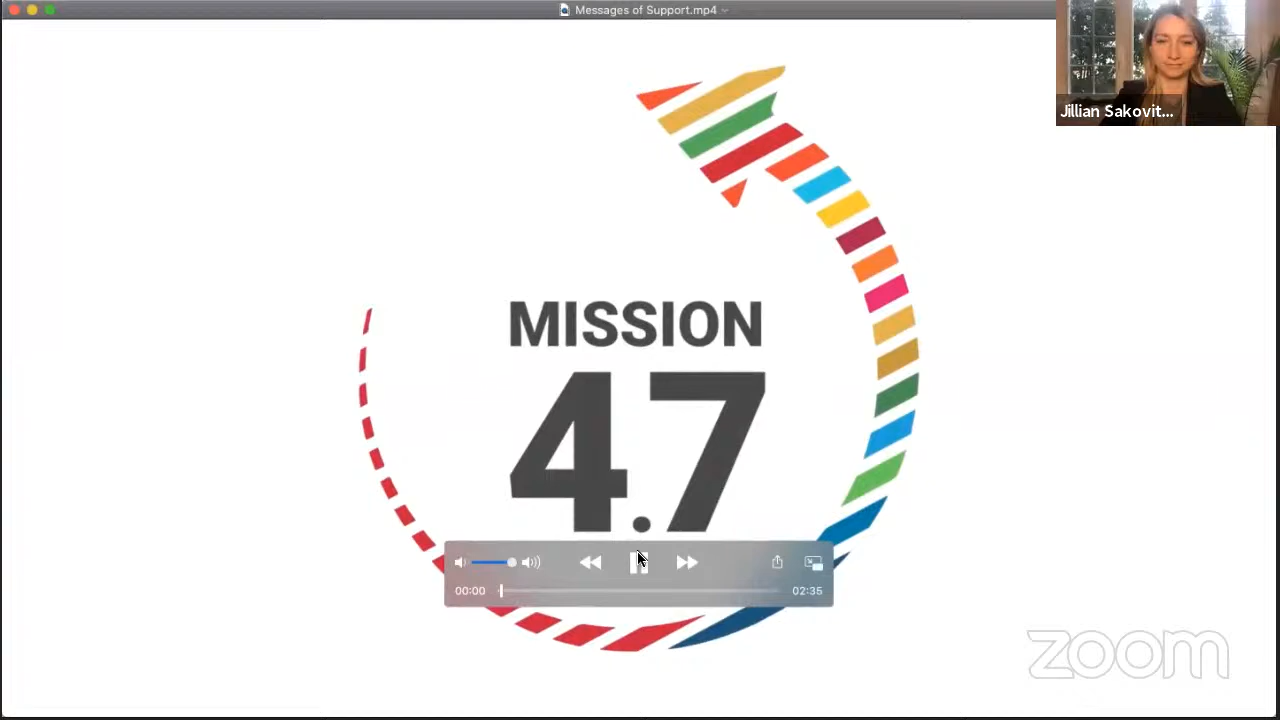 Messages of Support.mp4
Jillian Sakovit...
MISSION
4.7
00:00
02:35
zoom